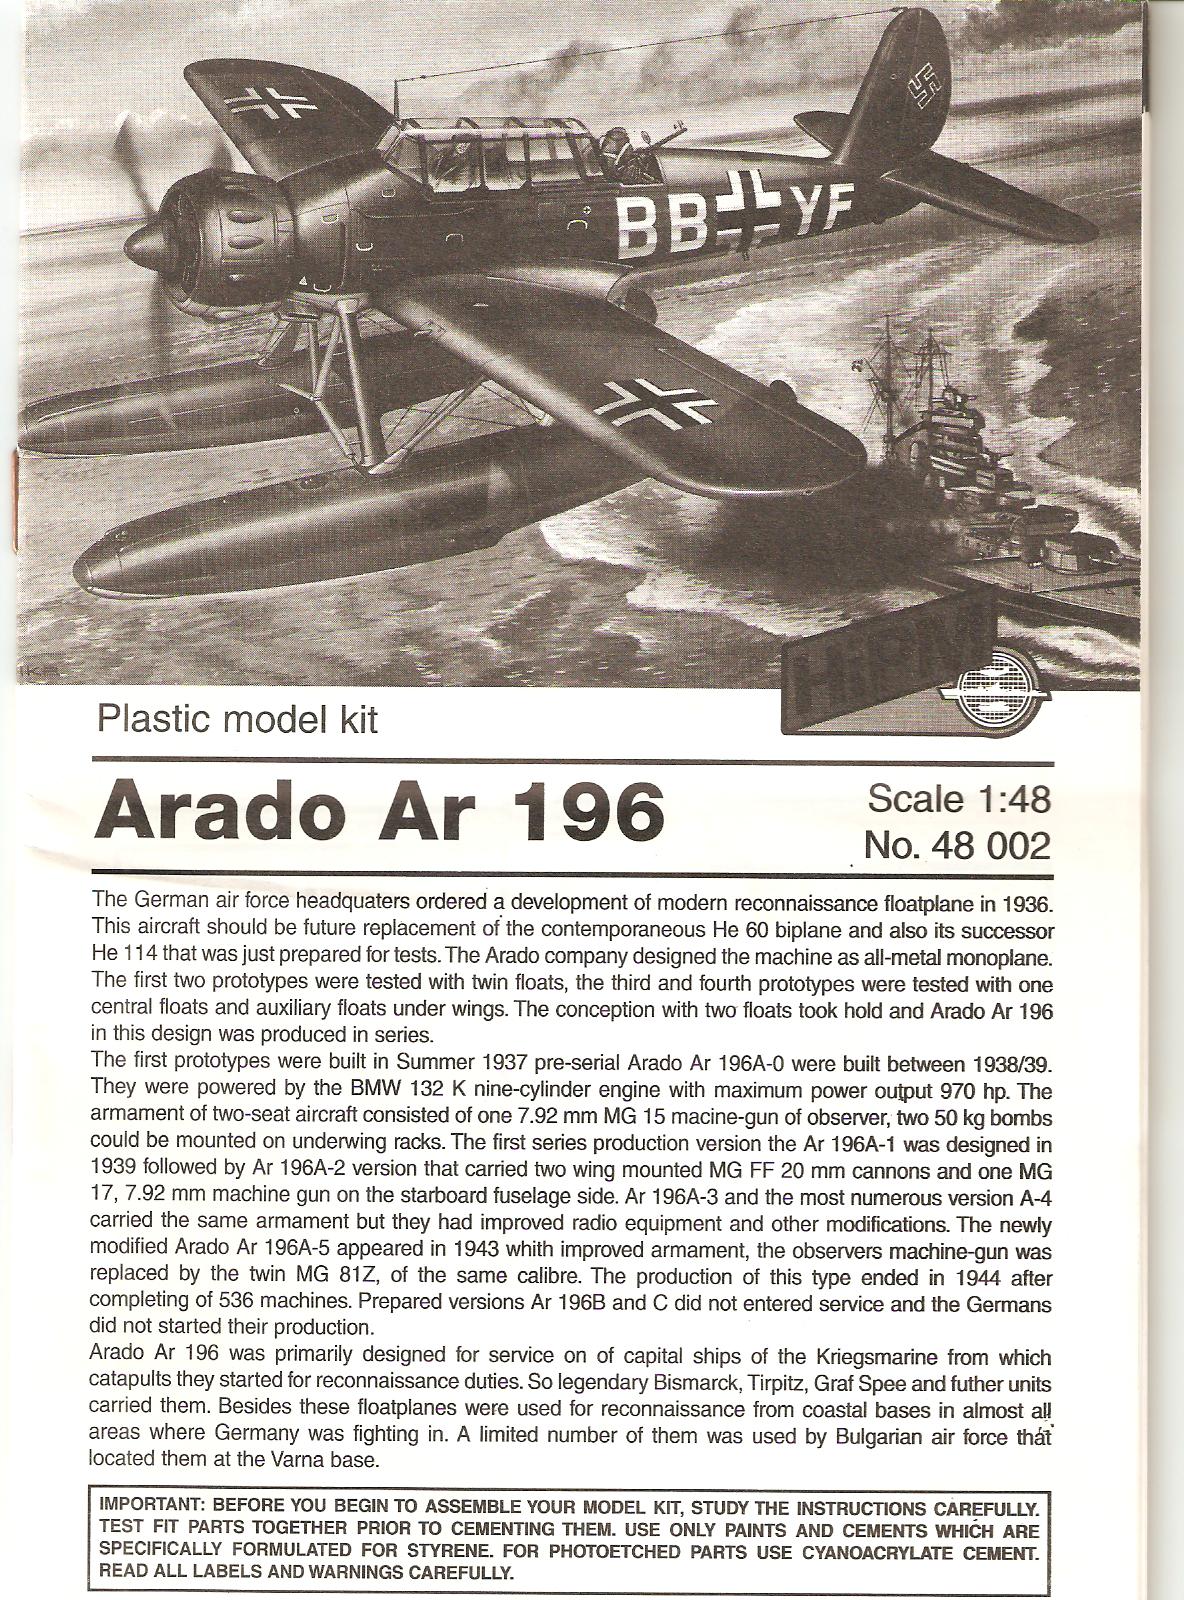 BB YF
Plastic model kit
Arado Ar 196
Scale 1:48
No. 48 002
The German air force headquaters ordered a development of modern reconnaissance floatplane in 1936.
This aircraft should be future replacement of the contemporaneous He 60 biplane and also its successor
He 114 that was just prepared for tests. The Arado company designed the machine as all-metal monoplane.
The first two prototypes were tested with twin floats, the third and fourth prototypes were tested with one
central floats and auxiliary floats under wings. The conception with two floats took hold and Arado Ar 196
in this design was produced in series.
The first prototypes were built in Summer 1937 pre-serial Arado Ar 196A-0 were built between 1938/39.
They were powered by the BMW 132 K nine-cylinder engine with maximum power output 970 hp. The
armament of two-seat aircraft consisted of one 7.92 mm MG 15 macine-gun of observer, two 50 kg bombs
could be mounted on underwing racks. The first series production version the Ar 196A-1 was designed in
1939 followed by Ar 196A-2 version that carried two wing mounted MG FF 20 mm cannons and one MG
17, 7.92 mm machine gun on the starboard fuselage side. Ar 196A-3 and the most numerous version A-4
carried the same armament but they had improved radio equipment and other modifications. The newly
modified Arado Ar 196A-5 appeared in 1943 whith improved armament, the observers machine-gun was
replaced by the twin MG 81Z, of the same calibre. The production of this type ended in 1944 after
completing of 536 machines. Prepared versions Ar 196B and C did not entered service and the Germans
did not started their production.
Arado Ar 196 was primarily designed for service on of capital ships of the Kriegsmarine from which
catapults they started for reconnaissance duties. So legendary Bismarck, Tirpitz, Graf Spee and futher units
carried them. Besides these floatplanes were used for reconnaissance from coastal bases in almost all
areas where Germany was fighting in. A limited number of them was used by Bulgarian air force that
located them at the Varna base.
IMPORTANT: BEFORE YOU BEGIN TO ASSEMBLE YOUR MODEL KIT, STUDY THE INSTRUCTIONS CAREFULLY.
TEST FIT PARTS TOGETHER PRIOR TO CEMENTING THEM. USE ONLY PAINTS AND CEMENTS WHICH ARE
SPECIFICALLY FORMULATED FOR STYRENE. FOR PHOTOETCHED PARTS USE CYANOACRYLATE CEMENT.
READ ALL LABELS AND WARNINGS CAREFULLY.